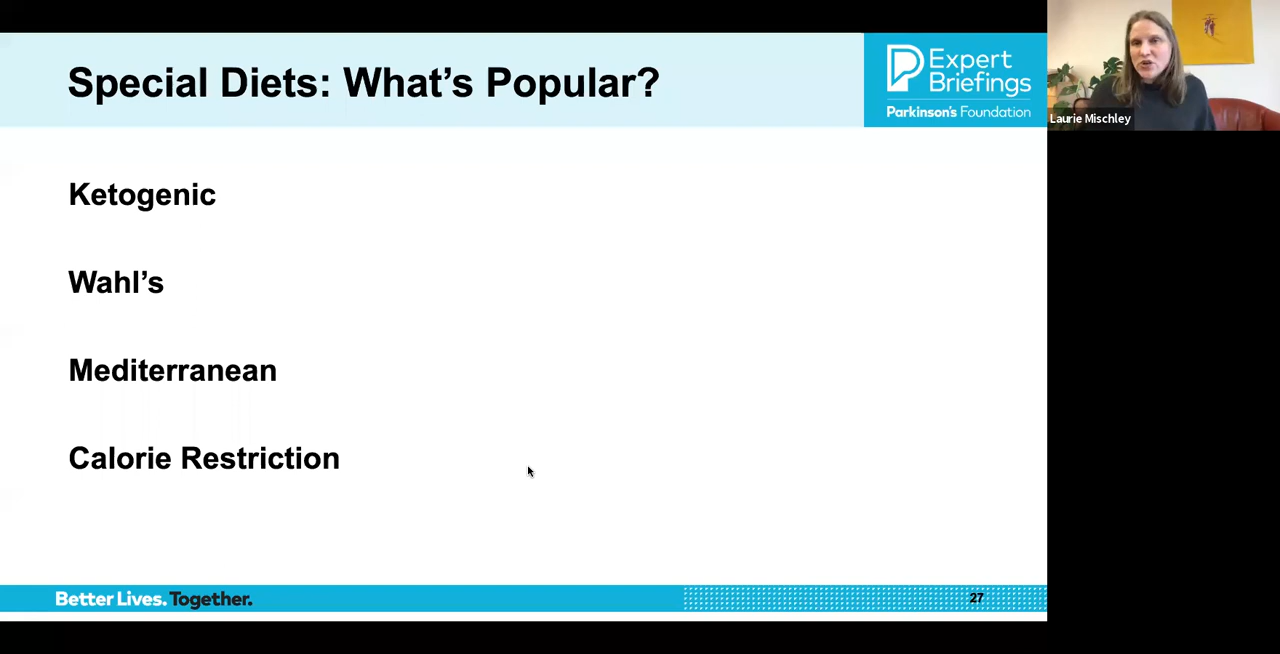 Special Diets: What’s Popular?
Expert
Briefings
Parkinson's Foundation
Laurie Mischley
Ketogenic
Wahl’s
Mediterranean
Calorie Restriction
Better Lives. Together.
27